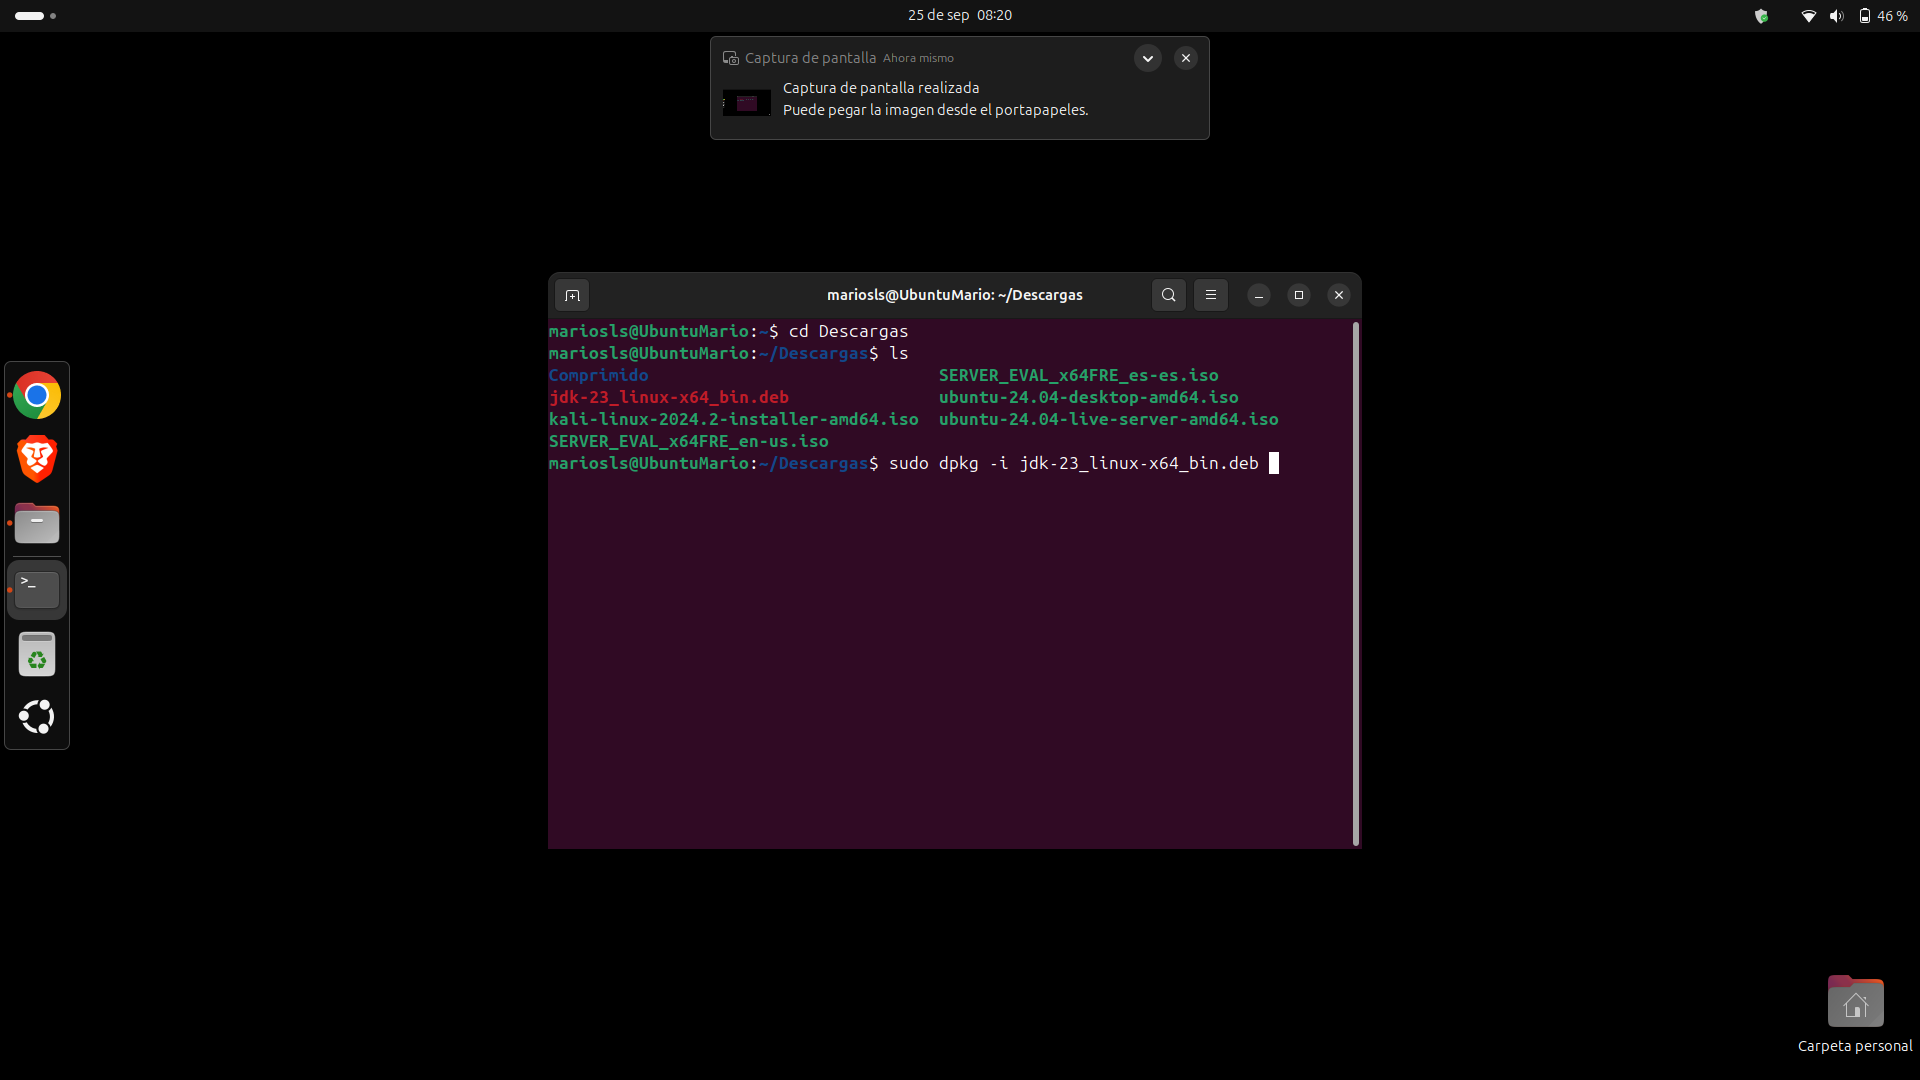 25 de sep 08:20
46 %
Captura de pantalla Ahora mismo
Captura de pantalla realizada
Puede pegar la imagen desde el portapapeles.
mariosls@UbuntuMario: ~/Descargas
mariosls@UbuntuMario:~$ cd Descargas
mariosls@UbuntuMario:~/Descargas$ ls
Comprimido SERVER_EVAL_x64FRE_es-es.iso
jdk-23_linux-x64_bin.deb ubuntu-24.04-desktop-amd64.iso
kali-linux-2024.2-installer-amd64.iso ubuntu-24.04-live-server-amd64.iso
SERVER_EVAL_x64FRE_en-us.iso
mariosls@UbuntuMario:~/Descargas$ sudo dpkg -i jdk-23_linux-x64_bin.deb
>_
Carpeta personal